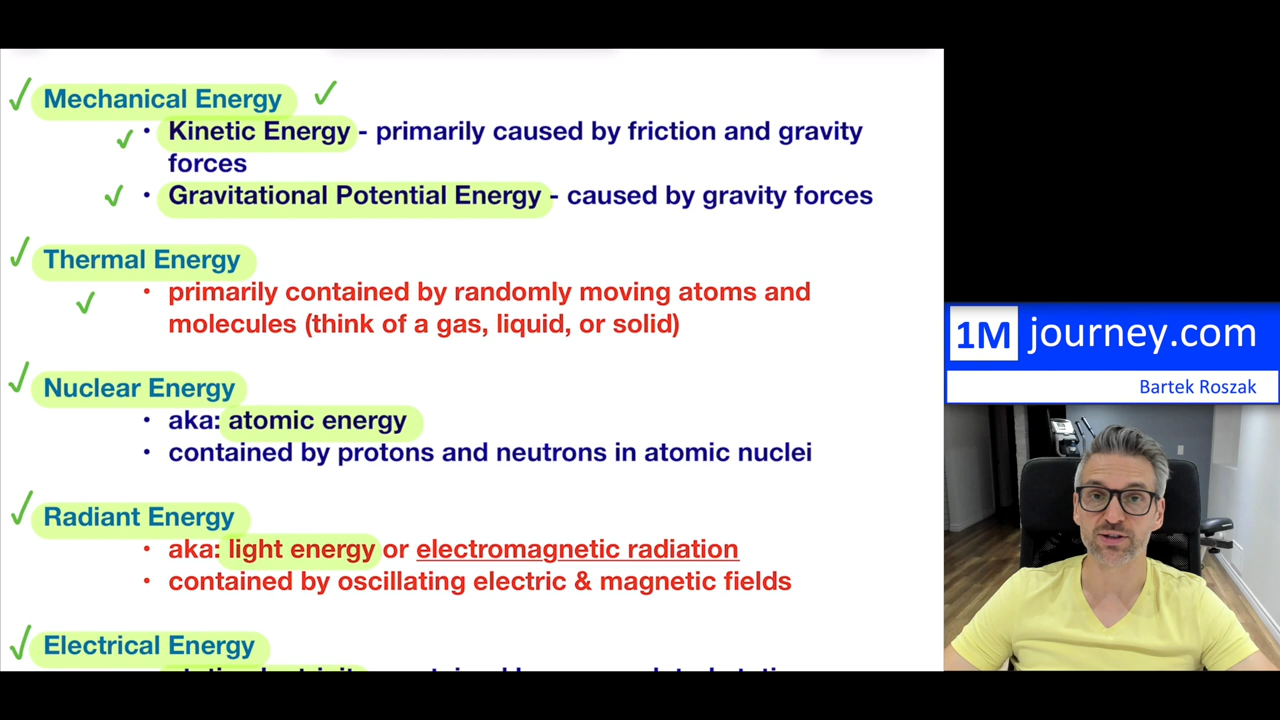 Mechanical Energy
• Kinetic Energy - primarily caused by friction and gravity
forces
• Gravitational Potential Energy - caused by gravity forces
Thermal Energy
• primarily contained by randomly moving atoms and
molecules (think of a gas, liquid, or solid)
Nuclear Energy
• aka: atomic energy
• contained by protons and neutrons in atomic nuclei
Radiant Energy
• aka: light energy or electromagnetic radiation
• contained by oscillating electric & magnetic fields
Electrical Energy
1M journey.com
Bartek Roszak